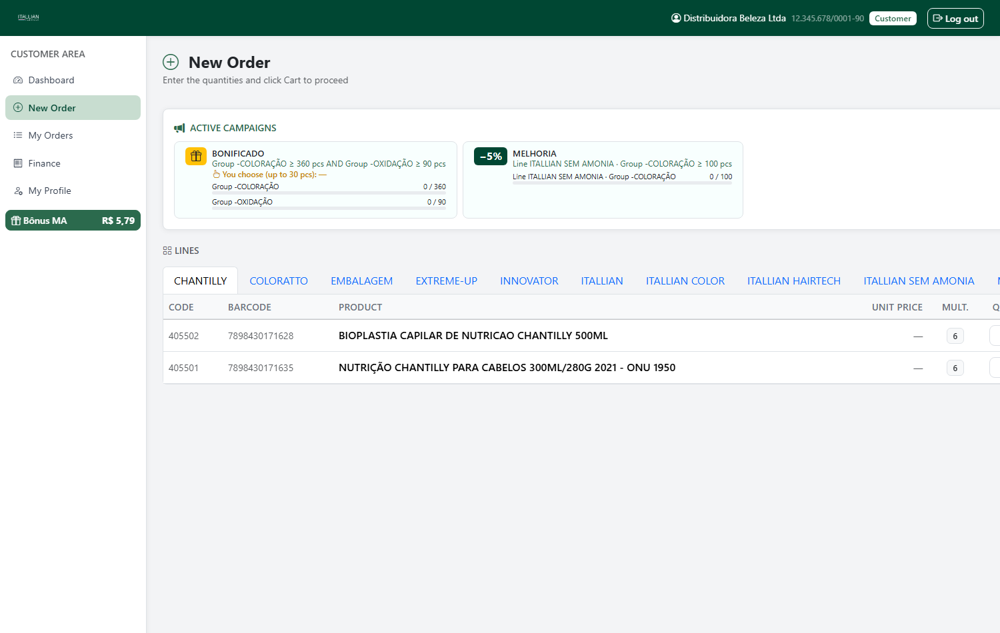 ITALLIAN
Distribuidora Beleza Ltda 12.345.678/0001-90 Customer Log out
CUSTOMER AREA
Dashboard
New Order
My Orders
Finance
My Profile
Bônus MA R$ 5,79
New Order
Enter the quantities and click Cart to proceed
ACTIVE CAMPAIGNS
BONIFICADO
Group -COLORAÇÃO ≥ 360 pcs AND Group -OXIDAÇÃO ≥ 90 pcs
You choose (up to 30 pcs): —
Group -COLORAÇÃO 0 / 360
Group -OXIDAÇÃO 0 / 90
−5% MELHORIA
Line ITALLIAN SEM AMONIA · Group -COLORAÇÃO ≥ 100 pcs
Line ITALLIAN SEM AMONIA · Group -COLORAÇÃO 0 / 100
LINES
CHANTILLY COLORATTO EMBALAGEM EXTREME-UP INNOVATOR ITALLIAN ITALLIAN COLOR ITALLIAN HAIRTECH ITALLIAN SEM AMONIA
CODE BARCODE PRODUCT UNIT PRICE MULT. Q
405502 7898430171628 BIOPLASTIA CAPILAR DE NUTRICAO CHANTILLY 500ML — 6
405501 7898430171635 NUTRIÇÃO CHANTILLY PARA CABELOS 300ML/280G 2021 - ONU 1950 — 6